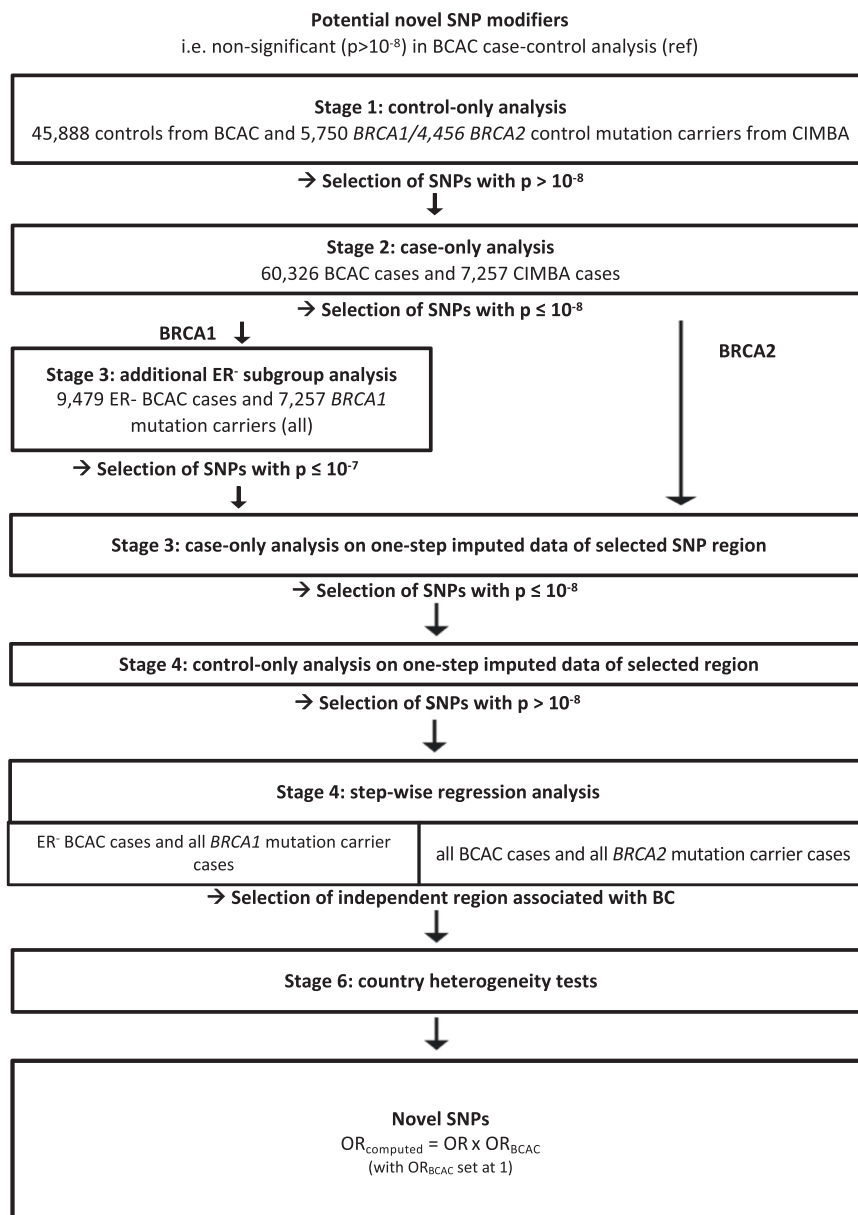 Potential novel SNP modifiers
i.e. non-significant (p>10⁻⁸) in BCAC case-control analysis (ref)
Stage 1: control-only analysis
45,888 controls from BCAC and 5,750 BRCA1/4,456 BRCA2 control mutation carriers from CIMBA
→ Selection of SNPs with p > 10⁻⁸
Stage 2: case-only analysis
60,326 BCAC cases and 7,257 CIMBA cases
→ Selection of SNPs with p ≤ 10⁻⁸
BRCA1
BRCA2
Stage 3: additional ER⁻ subgroup analysis
9,479 ER- BCAC cases and 7,257 BRCA1
mutation carriers (all)
→ Selection of SNPs with p ≤ 10⁻⁷
Stage 3: case-only analysis on one-step imputed data of selected SNP region
→ Selection of SNPs with p ≤ 10⁻⁸
Stage 4: control-only analysis on one-step imputed data of selected region
→ Selection of SNPs with p > 10⁻⁸
Stage 4: step-wise regression analysis
ER⁻ BCAC cases and all BRCA1 mutation carrier
cases
all BCAC cases and all BRCA2 mutation carrier cases
→ Selection of independent region associated with BC
Stage 6: country heterogeneity tests
Novel SNPs
OR computed = OR x OR BCAC
(with OR BCAC set at 1)